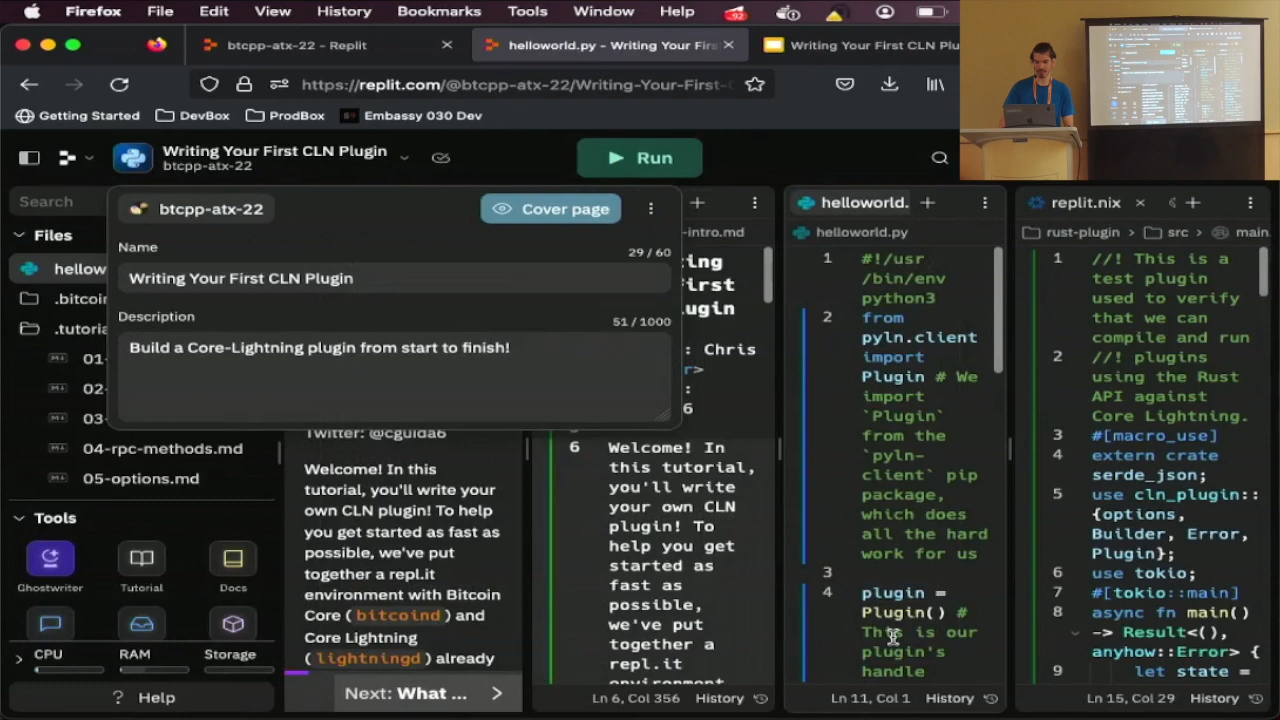 Firefox File Edit View History Bookmarks Tools Window Help 92
btcpp-atx-22 - Replit
helloworld.py - Writing Your Firs
Writing Your First CLN Plu
https://replit.com/@btcpp-atx-22/Writing-Your-First-
Getting Started DevBox ProdBox Embassy 030 Dev
Writing Your First CLN Plugin
btcpp-atx-22
Run
Search
Files
hellow
.bitcoi
.tutoria
01-
02-
03-
04-rpc-methods.md
05-options.md
Tools
Ghostwriter Tutorial Docs
CPU RAM Storage
? Help
btcpp-atx-22
Cover page
Name
29 / 60
Writing Your First CLN Plugin
Description
51 / 1000
Build a Core-Lightning plugin from start to finish!
Twitter: @cguida6
Welcome! In this
tutorial, you'll write your
own CLN plugin! To help
you get started as fast as
possible, we've put
together a repl.it
environment with Bitcoin
Core ( bitcoind ) and
Core Lightning
( lightningd ) already
Next: What ... >
-intro.md
ing
irst
ugin
: Chris
r>
:
6
6 Welcome! In
this tutorial,
you'll write
your own CLN
plugin! To
help you get
started as
fast as
possible,
we've put
together a
repl.it
environment
Ln 6, Col 356 History
helloworld.
helloworld.py
1 #!/usr
/bin/env
python3
2 from
pyln.client
import
Plugin # We
import
`Plugin`
from the
`pyln-
client` pip
package,
which does
all the hard
work for us
3
4 plugin =
Plugin() #
This is our
plugin's
handle
Ln 11, Col 1 History
replit.nix
rust-plugin > src > main.
1 //! This is a
test plugin
used to verify
that we can
compile and run
2 //! plugins
using the Rust
API against
Core Lightning.
3 #[macro_use]
4 extern crate
serde_json;
5 use cln_plugin::
{options,
Builder, Error,
Plugin};
6 use tokio;
7 #[tokio::main]
8 async fn main()
-> Result<(),
anyhow::Error> {
9 let state =
Ln 15, Col 29 History